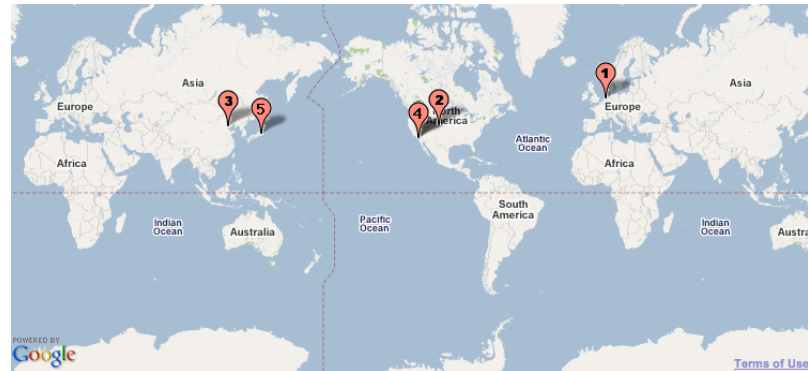 Asia
Europe
Africa
Indian
Ocean
Australia
3
5
Pacific
Ocean
4
2
North
America
Atlantic
Ocean
South
America
1
Europe
Asia
Africa
Indian
Ocean
Austra
POWERED BY
Google
Terms of Use